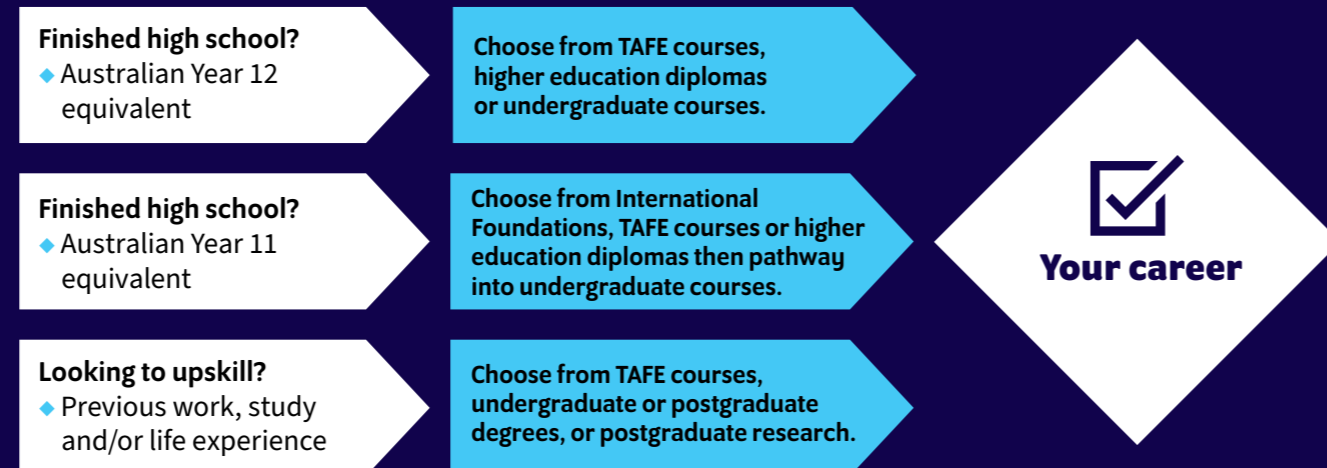 Finished high school?
Australian Year 12
equivalent
Choose from TAFE courses,
higher education diplomas
or undergraduate courses.
Finished high school?
Australian Year 11
equivalent
Choose from International
Foundations, TAFE courses or higher
education diplomas then pathway
into undergraduate courses.
Looking to upskill?
Previous work, study
and/or life experience
Choose from TAFE courses,
undergraduate or postgraduate
degrees, or postgraduate research.
Your career